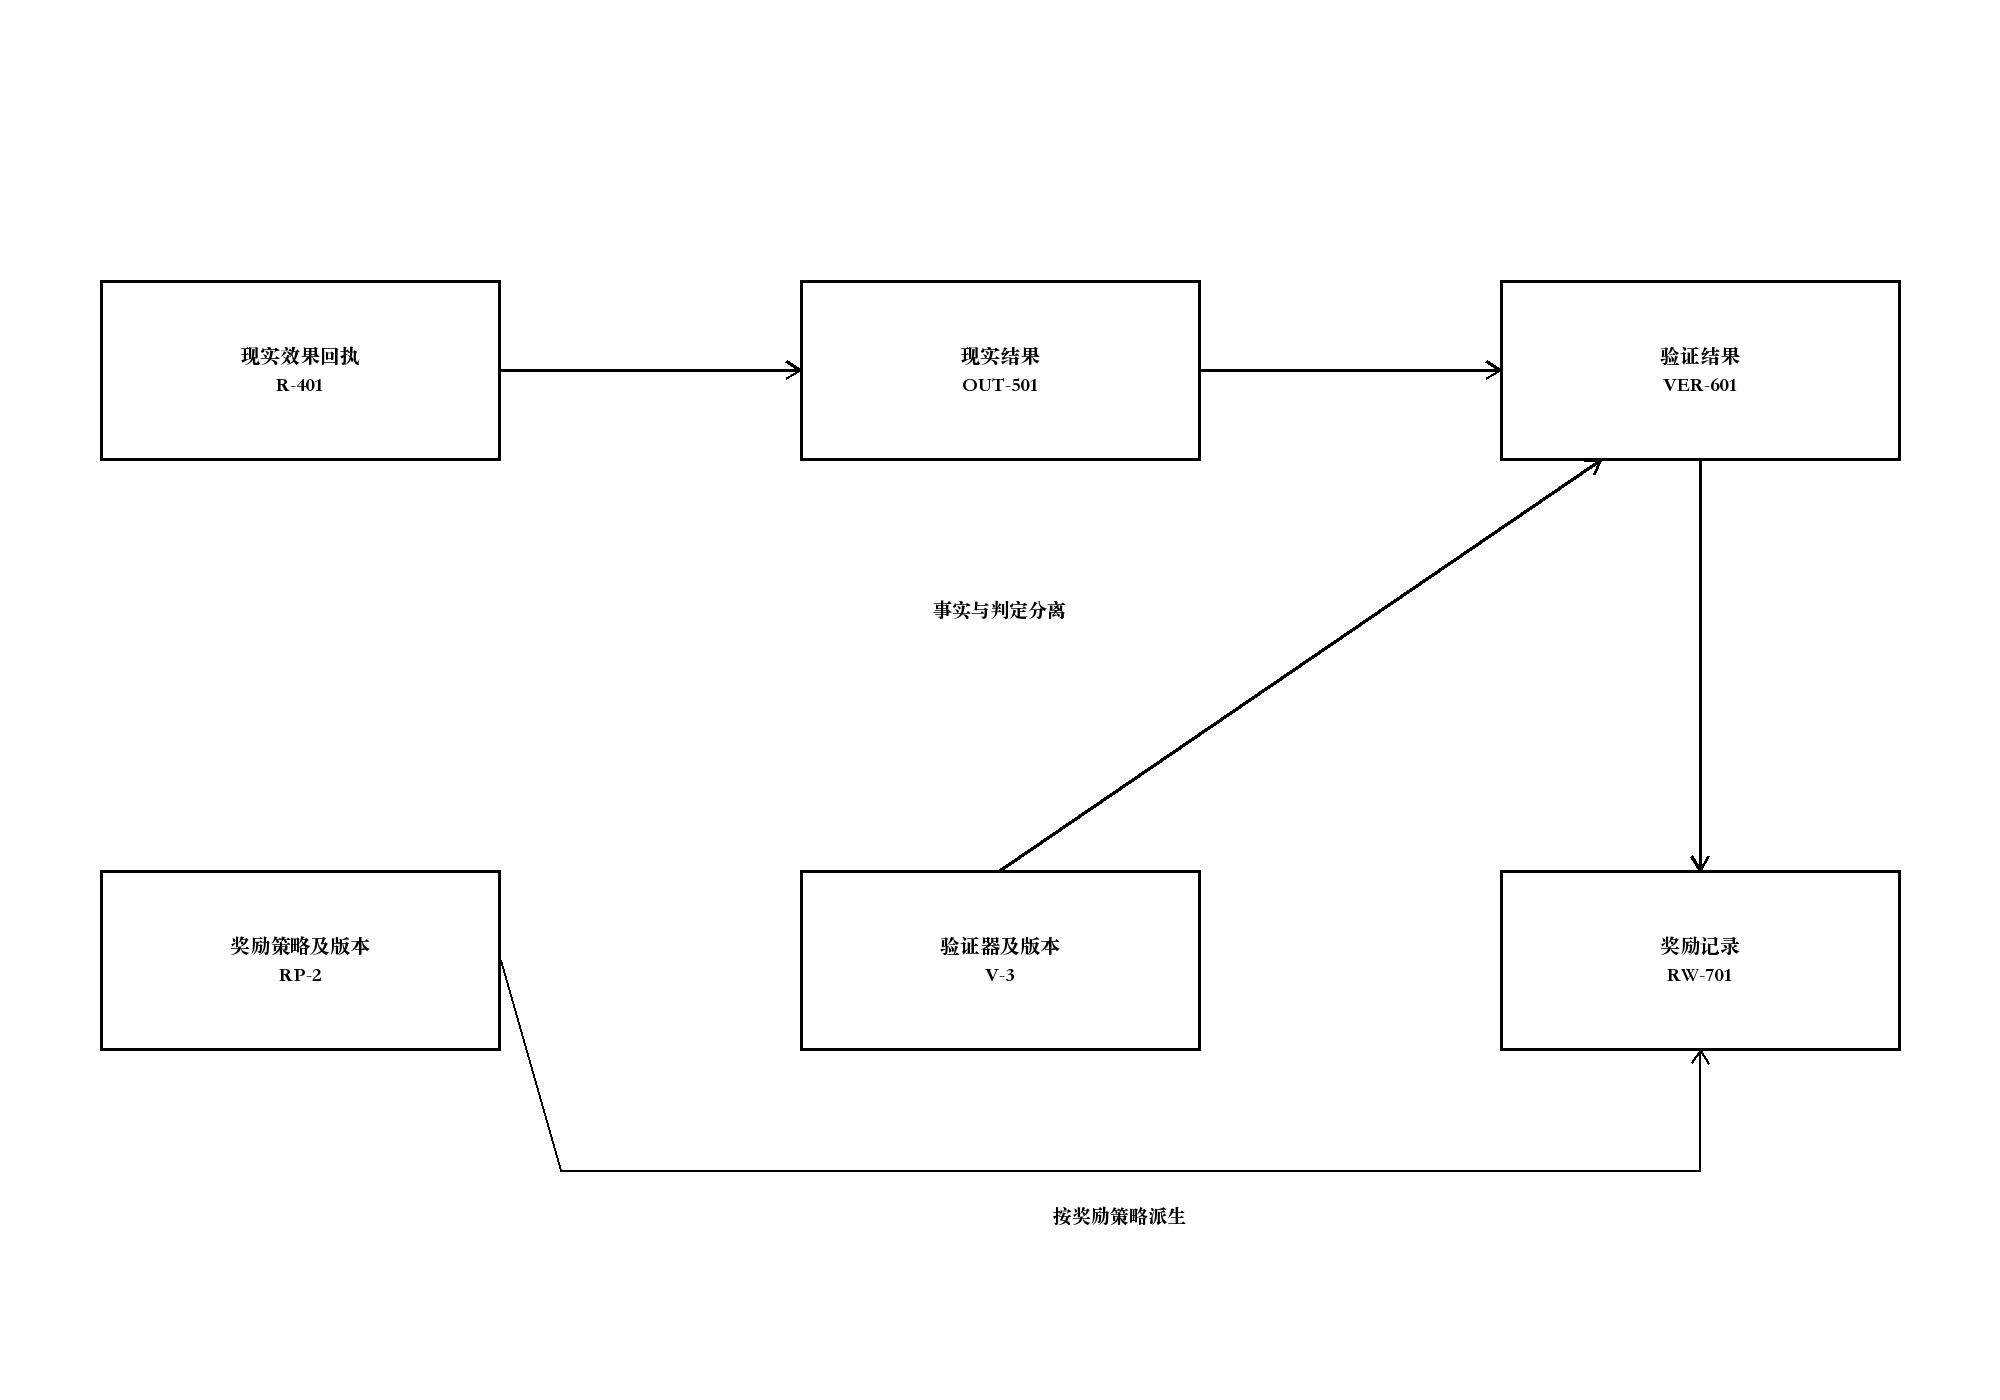 现实效果回执
R-401
现实结果
OUT-501
验证结果
VER-601
事实与判定分离
奖励策略及版本
RP-2
验证器及版本
V-3
奖励记录
RW-701
按奖励策略派生